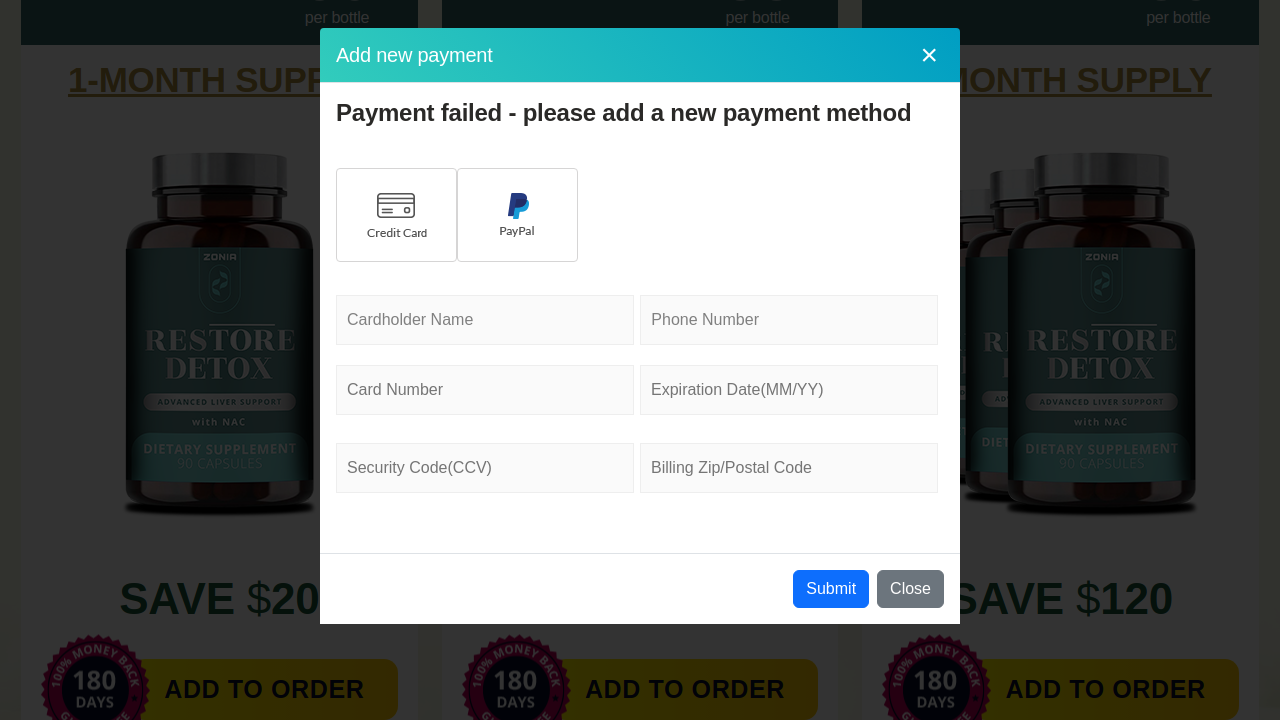 per bottle
per bottle
per bottle
Add new payment
1-MONTH SUPP
MONTH SUPPLY
Payment failed - please add a new payment method
Credit Card
PayPal
ZONIA
RESTORE
DETOX
ADVANCED LIVER SUPPORT
with NAC
DIETARY SUPPLEMENT
90 CAPSULES
ZONIA
RESTORE
DETOX
ADVANCED LIVER SUPPORT
with NAC
DIETARY SUPPLEMENT
90 CAPSULES
Cardholder Name
Phone Number
Card Number
Expiration Date(MM/YY)
Security Code(CCV)
Billing Zip/Postal Code
Submit
Close
SAVE $20
SAVE $120
100% MONEY BACK
180
DAYS
ADD TO ORDER
100% MONEY BACK
180
DAYS
ADD TO ORDER
100% MONEY BACK
180
DAYS
ADD TO ORDER